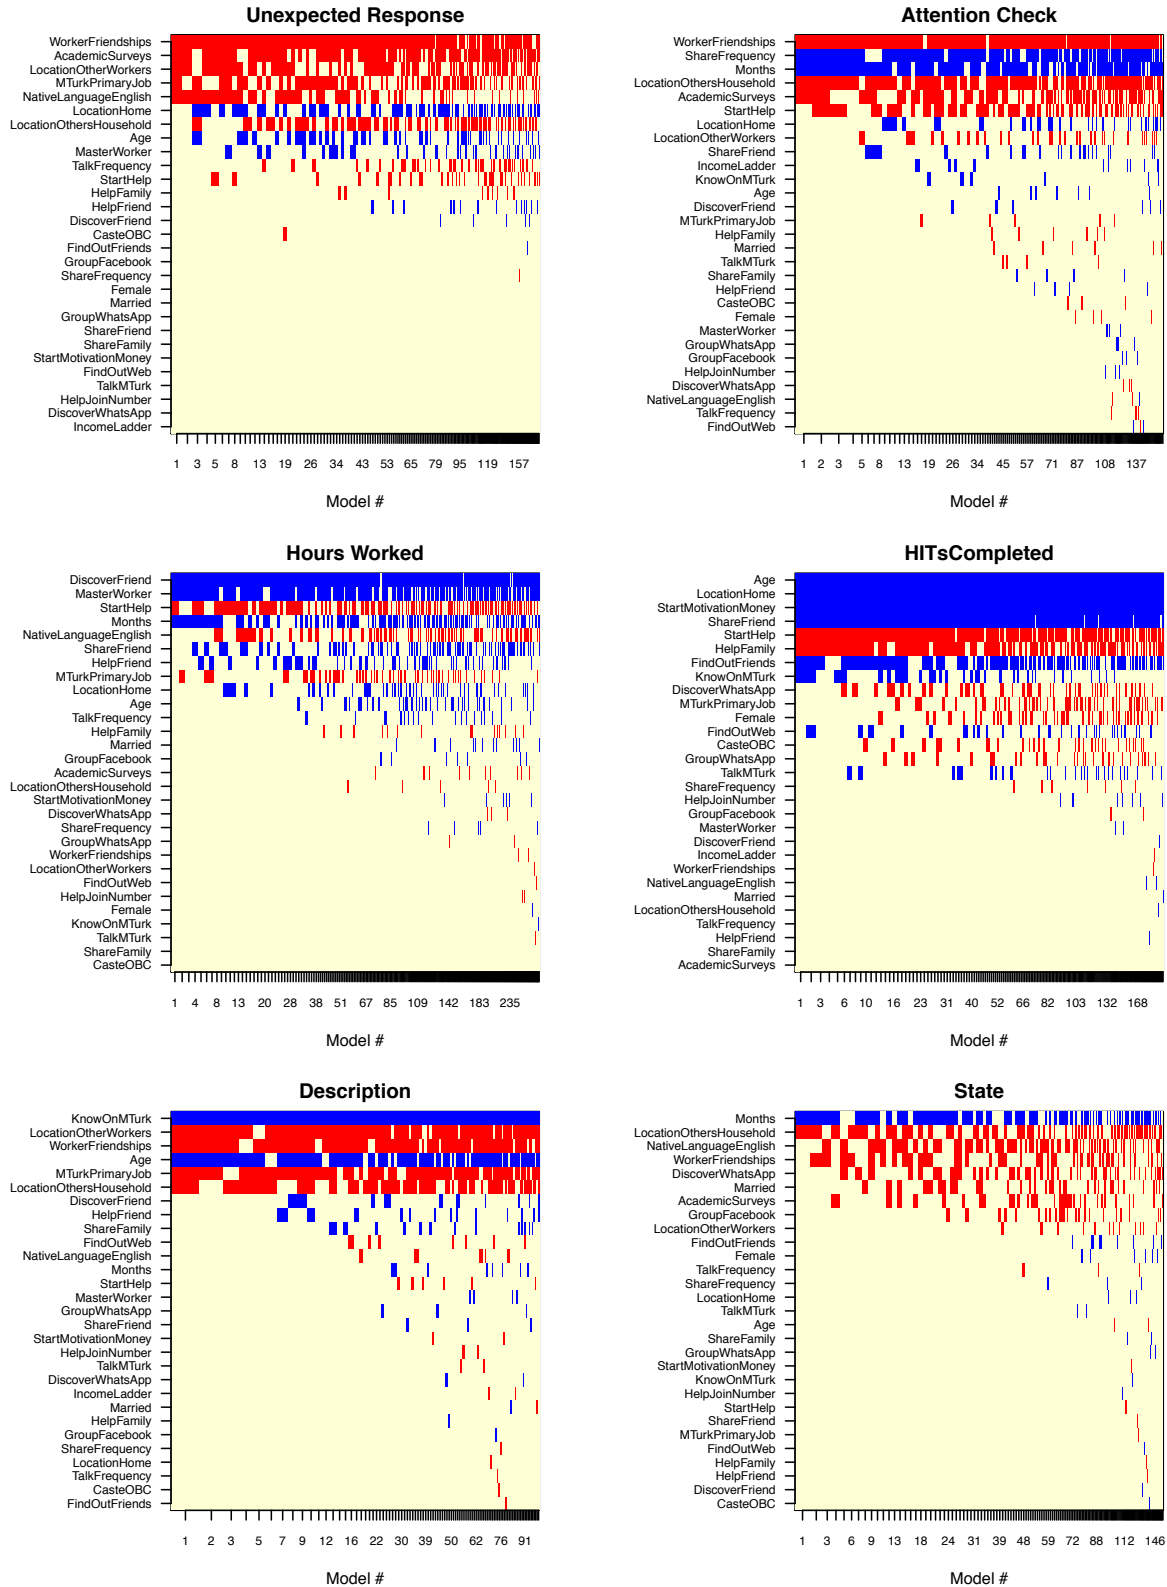 Unexpected Response
WorkerFriendships
AcademicSurveys
LocationOtherWorkers
MTurkPrimaryJob
NativeLanguageEnglish
LocationHome
LocationOthersHousehold
Age
MasterWorker
TalkFrequency
StartHelp
HelpFamily
HelpFriend
DiscoverFriend
CasteOBC
FindOutFriends
GroupFacebook
ShareFrequency
Female
Married
GroupWhatsApp
ShareFriend
ShareFamily
StartMotivationMoney
FindOutWeb
TalkMTurk
HelpJoinNumber
DiscoverWhatsApp
IncomeLadder
1 3 5 8 13 19 26 34 43 53 65 79 95 119 157
Model #
Attention Check
WorkerFriendships
ShareFrequency
Months
LocationOthersHousehold
AcademicSurveys
StartHelp
LocationHome
LocationOtherWorkers
ShareFriend
IncomeLadder
KnowOnMTurk
Age
DiscoverFriend
MTurkPrimaryJob
HelpFamily
Married
TalkMTurk
ShareFamily
HelpFriend
CasteOBC
Female
MasterWorker
GroupWhatsApp
GroupFacebook
HelpJoinNumber
DiscoverWhatsApp
NativeLanguageEnglish
TalkFrequency
FindOutWeb
1 2 3 5 8 13 19 26 34 45 57 71 87 108 137
Model #
Hours Worked
DiscoverFriend
MasterWorker
StartHelp
Months
NativeLanguageEnglish
ShareFriend
HelpFriend
MTurkPrimaryJob
LocationHome
Age
TalkFrequency
HelpFamily
Married
GroupFacebook
AcademicSurveys
LocationOthersHousehold
StartMotivationMoney
DiscoverWhatsApp
ShareFrequency
GroupWhatsApp
WorkerFriendships
LocationOtherWorkers
FindOutWeb
HelpJoinNumber
Female
KnowOnMTurk
TalkMTurk
ShareFamily
CasteOBC
1 4 8 13 20 28 38 51 67 85 109 142 183 235
Model #
HITsCompleted
Age
LocationHome
StartMotivationMoney
ShareFriend
StartHelp
HelpFamily
FindOutFriends
KnowOnMTurk
DiscoverWhatsApp
MTurkPrimaryJob
Female
FindOutWeb
CasteOBC
GroupWhatsApp
TalkMTurk
ShareFrequency
HelpJoinNumber
GroupFacebook
MasterWorker
DiscoverFriend
IncomeLadder
WorkerFriendships
NativeLanguageEnglish
Married
LocationOthersHousehold
TalkFrequency
HelpFriend
ShareFamily
AcademicSurveys
1 3 6 10 16 23 31 40 52 66 82 103 132 168
Model #
Description
KnowOnMTurk
LocationOtherWorkers
WorkerFriendships
Age
MTurkPrimaryJob
LocationOthersHousehold
DiscoverFriend
HelpFriend
ShareFamily
FindOutWeb
NativeLanguageEnglish
Months
StartHelp
MasterWorker
GroupWhatsApp
ShareFriend
StartMotivationMoney
HelpJoinNumber
TalkMTurk
DiscoverWhatsApp
IncomeLadder
Married
HelpFamily
GroupFacebook
ShareFrequency
LocationHome
TalkFrequency
CasteOBC
FindOutFriends
1 2 3 5 7 9 12 16 22 30 39 50 62 76 91
Model #
State
Months
LocationOthersHousehold
NativeLanguageEnglish
WorkerFriendships
DiscoverWhatsApp
Married
AcademicSurveys
GroupFacebook
LocationOtherWorkers
FindOutFriends
Female
TalkFrequency
ShareFrequency
LocationHome
TalkMTurk
Age
ShareFamily
GroupWhatsApp
StartMotivationMoney
KnowOnMTurk
HelpJoinNumber
StartHelp
ShareFriend
MTurkPrimaryJob
FindOutWeb
HelpFamily
HelpFriend
DiscoverFriend
CasteOBC
1 3 6 9 13 18 24 31 39 48 59 72 88 112 146
Model #